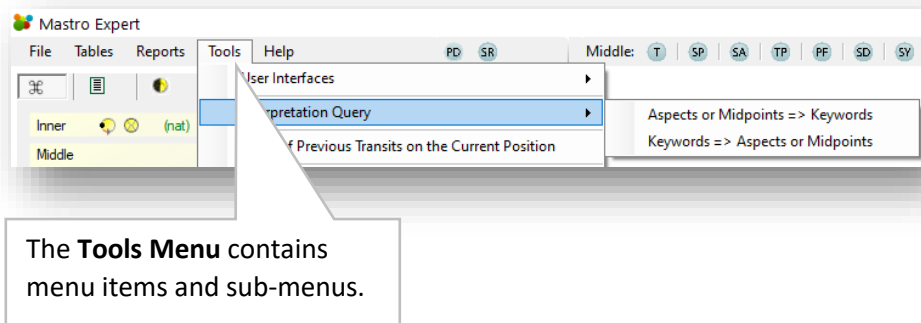 Mastro Expert
File Tables Reports Tools Help PD SR Middle: T SP SA TP PF SD SY
User Interfaces
Inner (nat) Query Aspects or Midpoints => Keywords
Middle Previous Transits on the Current Position Keywords => Aspects or Midpoints
The Tools Menu contains
menu items and sub-menus.